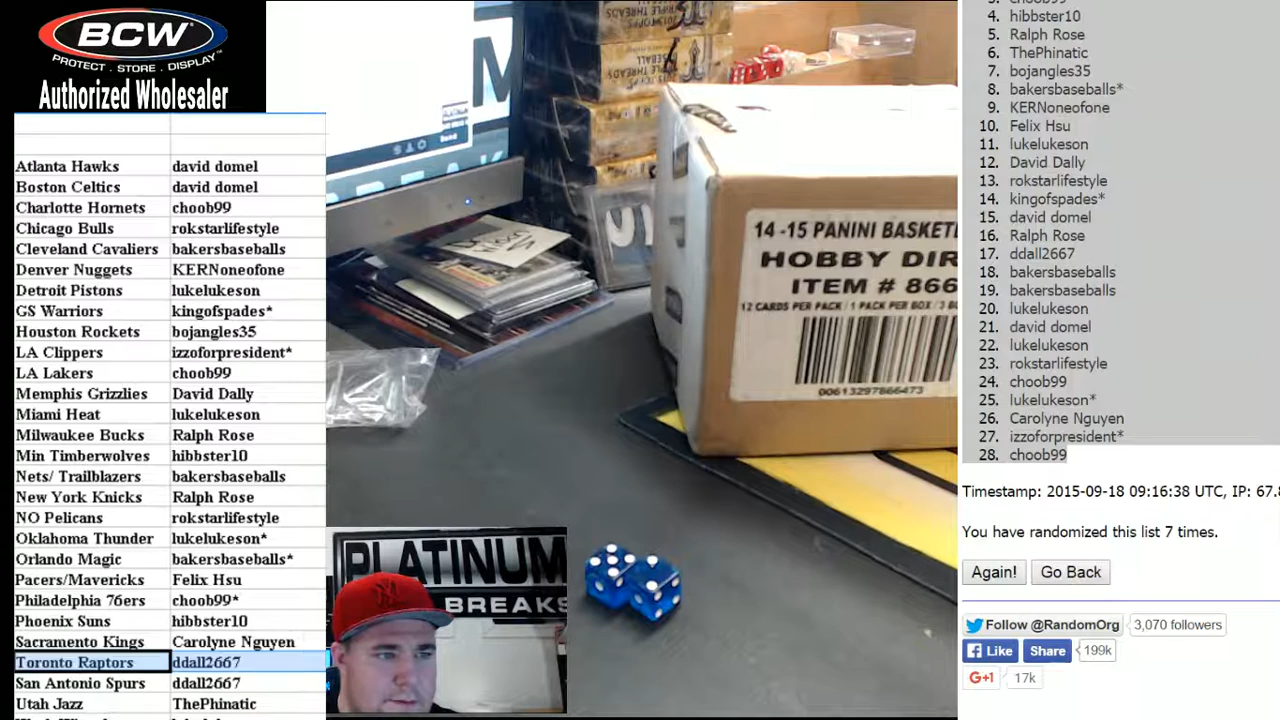 BCW
PROTECT . STORE . DISPLAY
Authorized Wholesaler
Atlanta Hawks david domel
Boston Celtics david domel
Charlotte Hornets choob99
Chicago Bulls rokstarlifestyle
Cleveland Cavaliers bakersbaseballs
Denver Nuggets KERNoneofone
Detroit Pistons lukelukeson
GS Warriors kingofspades*
Houston Rockets bojangles35
LA Clippers izzoforpresident*
LA Lakers choob99
Memphis Grizzlies David Dally
Miami Heat lukelukeson
Milwaukee Bucks Ralph Rose
Min Timberwolves hibbster10
Nets/ Trailblazers bakersbaseballs
New York Knicks Ralph Rose
NO Pelicans rokstarlifestyle
Oklahoma Thunder lukelukeson*
Orlando Magic bakersbaseballs*
Pacers/Mavericks Felix Hsu
Philadelphia 76ers choob99*
Phoenix Suns hibbster10
Sacramento Kings Carolyne Nguyen
Toronto Raptors ddall2667
San Antonio Spurs ddall2667
Utah Jazz ThePhinatic
TRIPLE THREADS
14-15 PANINI BASKETL
HOBBY DIR
ITEM # 866
12 CARDS PER PACK / 1 PACK PER BOX / 3 B
00613297866473
PLATINUM
BREAKS
3. choob99
4. hibbster10
5. Ralph Rose
6. ThePhinatic
7. bojangles35
8. bakersbaseballs*
9. KERNoneofone
10. Felix Hsu
11. lukelukeson
12. David Dally
13. rokstarlifestyle
14. kingofspades*
15. david domel
16. Ralph Rose
17. ddall2667
18. bakersbaseballs
19. bakersbaseballs
20. lukelukeson
21. david domel
22. lukelukeson
23. rokstarlifestyle
24. choob99
25. lukelukeson*
26. Carolyne Nguyen
27. izzoforpresident*
28. choob99
Timestamp: 2015-09-18 09:16:38 UTC, IP: 67.8
You have randomized this list 7 times.
Again! Go Back
Follow @RandomOrg 3,070 followers
Like Share 199k
G+1 17k